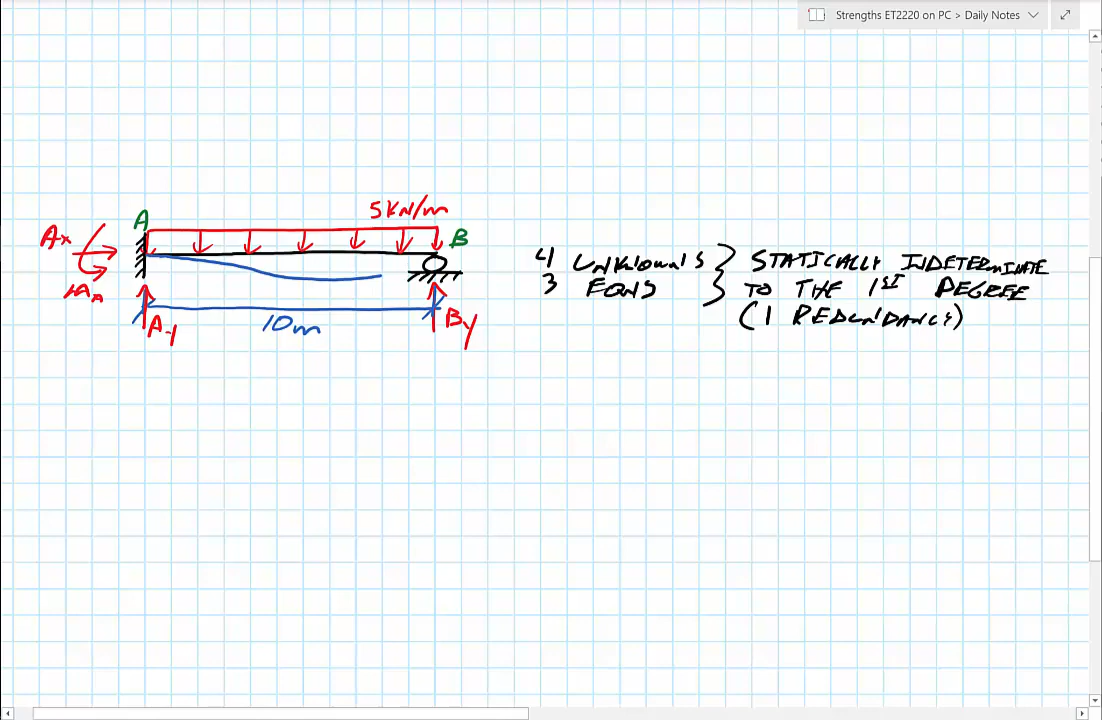 Strengths ET2220 on PC > Daily Notes
5KN/m
A
B
Ax
MA
Ay
By
10m
4 UNKNOWNS
3 EQNS
STATICALLY INDETERMINATE
TO THE 1ST DEGREE
(1 REDUNDANCY)